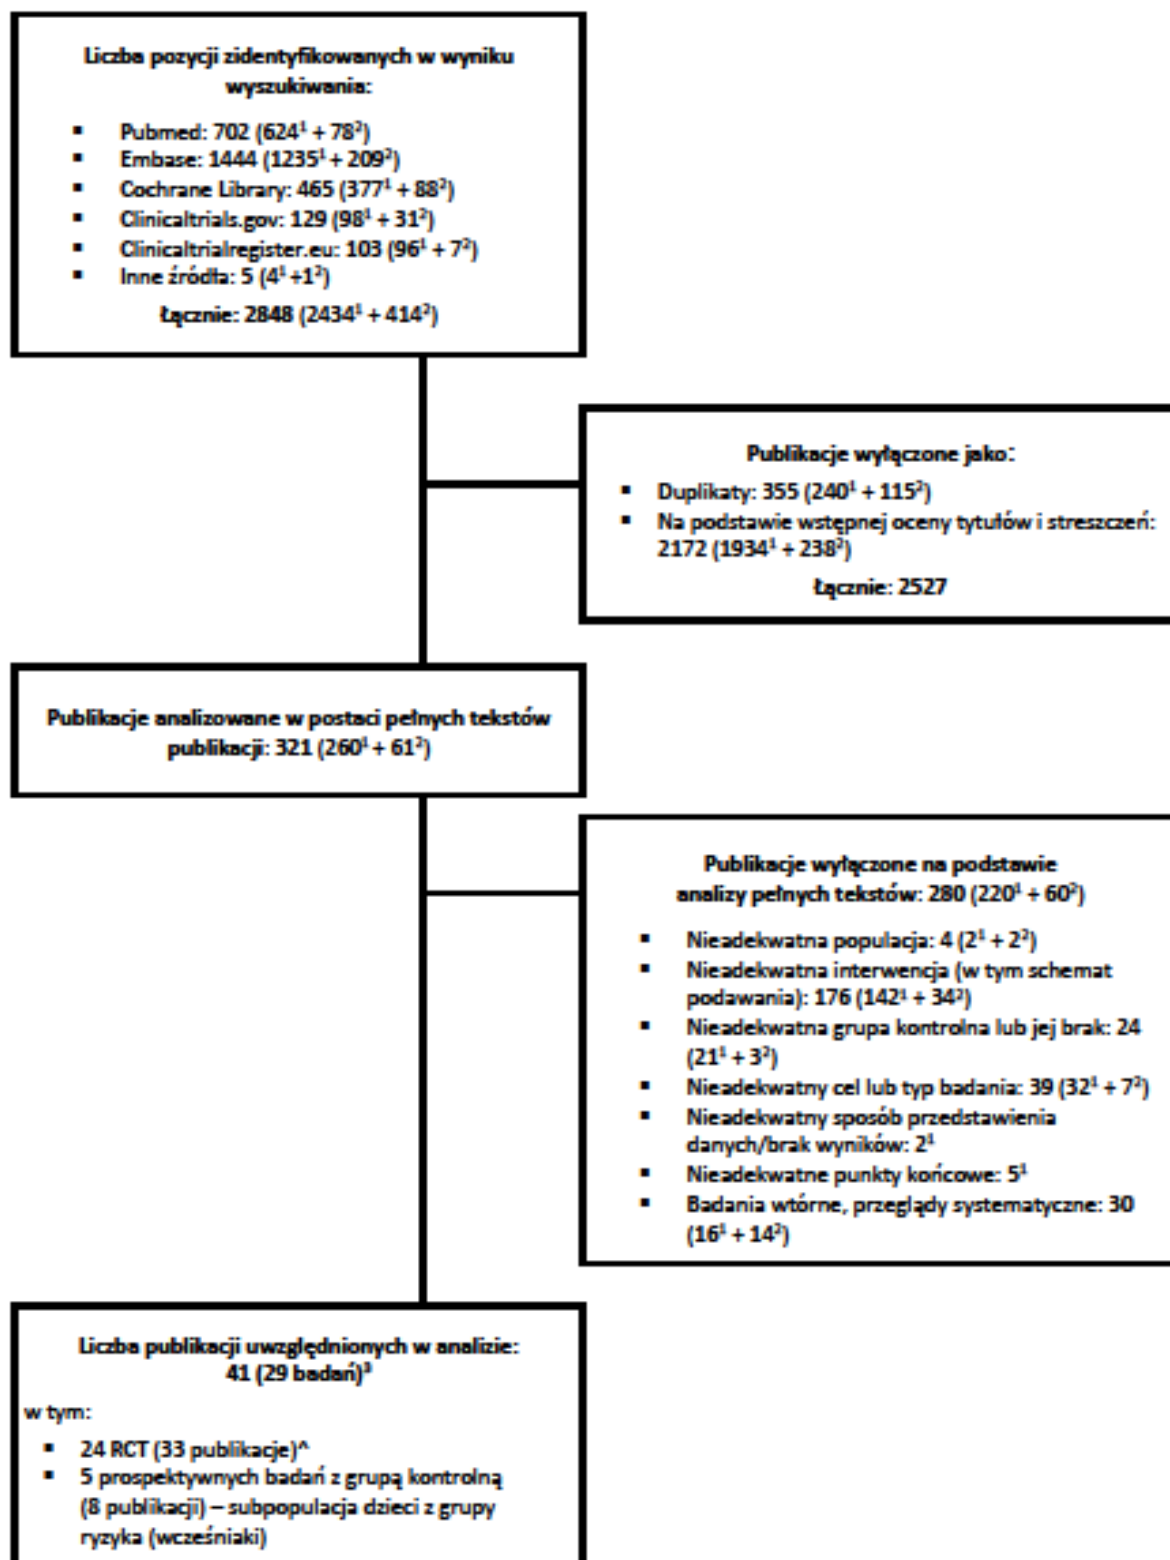 Liczba pozycji zidentyfikowanych w wyniku
wyszukiwania:
▪ Pubmed: 702 (624¹ + 78²)
▪ Embase: 1444 (1235¹ + 209²)
▪ Cochrane Library: 465 (377¹ + 88²)
▪ Clinicaltrials.gov: 129 (98¹ + 31²)
▪ Clinicaltrialregister.eu: 103 (96¹ + 7²)
▪ Inne źródła: 5 (4¹ +1²)
Łącznie: 2848 (2434¹ + 414²)
Publikacje wyłączone jako:
▪ Duplikaty: 355 (240¹ + 115²)
▪ Na podstawie wstępnej oceny tytułów i streszczeń:
2172 (1934¹ + 238²)
Łącznie: 2527
Publikacje analizowane w postaci pełnych tekstów
publikacji: 321 (260¹ + 61²)
Publikacje wyłączone na podstawie
analizy pełnych tekstów: 280 (220¹ + 60²)
▪ Nieadekwatna populacja: 4 (2¹ + 2²)
▪ Nieadekwatna interwencja (w tym schemat
podawania): 176 (142¹ + 34²)
▪ Nieadekwatna grupa kontrolna lub jej brak: 24
(21¹ + 3²)
▪ Nieadekwatny cel lub typ badania: 39 (32¹ + 7²)
▪ Nieadekwatny sposób przedstawienia
danych/brak wyników: 2¹
▪ Nieadekwatne punkty końcowe: 5¹
▪ Badania wtórne, przeglądy systematyczne: 30
(16¹ + 14²)
Liczba publikacji uwzględnionych w analizie:
41 (29 badań)³
w tym:
▪ 24 RCT (33 publikacje)^
▪ 5 prospektywnych badań z grupą kontrolną
(8 publikacji) – subpopulacja dzieci z grupy
ryzyka (wcześniaki)